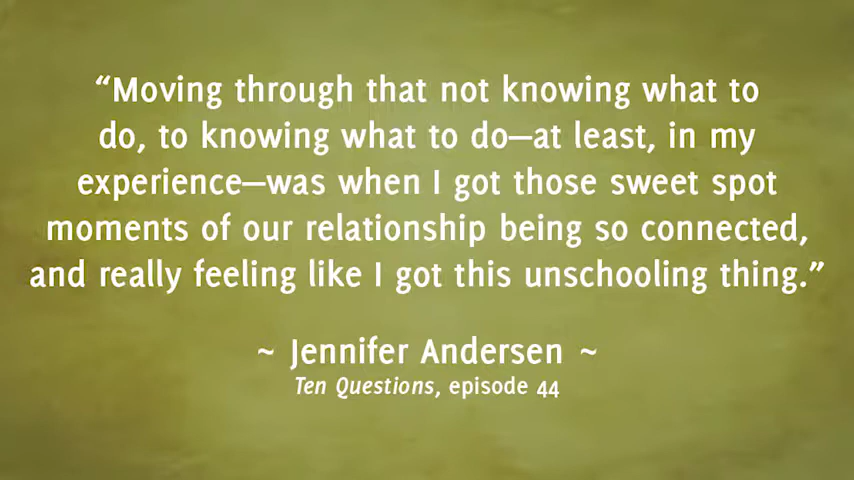 “Moving through that not knowing what to
do, to knowing what to do—at least, in my
experience—was when I got those sweet spot
moments of our relationship being so connected,
and really feeling like I got this unschooling thing.”
~ Jennifer Andersen ~
Ten Questions, episode 44